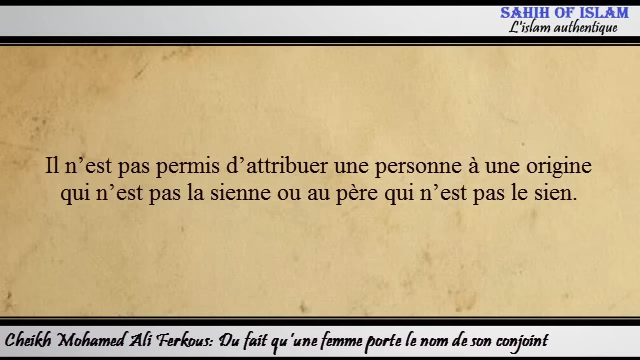 SAHIH OF ISLAM
L'islam authentique
Il n’est pas permis d’attribuer une personne à une origine
qui n’est pas la sienne ou au père qui n’est pas le sien.
Cheikh Mohamed Ali Ferkous: Du fait qu'une femme porte le nom de son conjoint